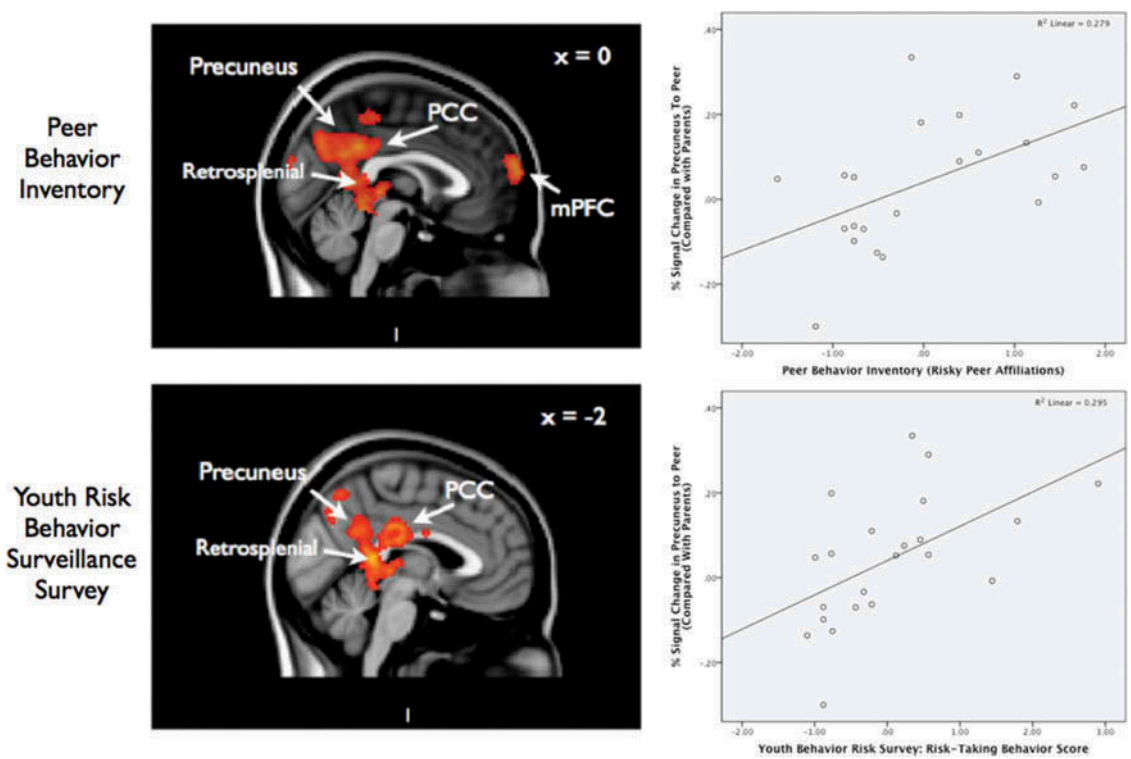 Peer
Behavior
Inventory
x = 0
Precuneus
PCC
Retrosplenial
mPFC
I
R² Linear = 0.279
% Signal Change in Precuneus To Peer
(Compared with Parents)
.40
.20
.00
-.20
-2.00 -1.00 .00 1.00 2.00
Peer Behavior Inventory (Risky Peer Affiliations)
Youth Risk
Behavior
Surveillance
Survey
x = -2
Precuneus
PCC
Retrosplenial
I
R² Linear = 0.295
% Signal Change in Precuneus to Peer
(Compared With Parents)
.40
.20
.00
-.20
-2.00 -1.00 .00 1.00 2.00 3.00
Youth Behavior Risk Survey: Risk-Taking Behavior Score